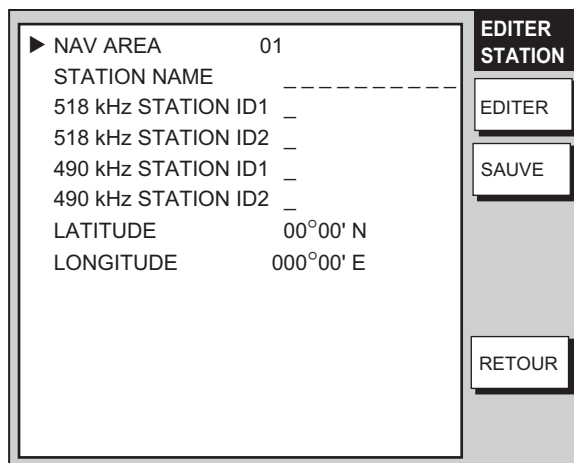 ▶ NAV AREA 01
STATION NAME _ _ _ _ _ _ _ _ _ _
518 kHz STATION ID1 _
518 kHz STATION ID2 _
490 kHz STATION ID1 _
490 kHz STATION ID2 _
LATITUDE 00°00' N
LONGITUDE 000°00' E
EDITER
STATION
EDITER
SAUVE
RETOUR